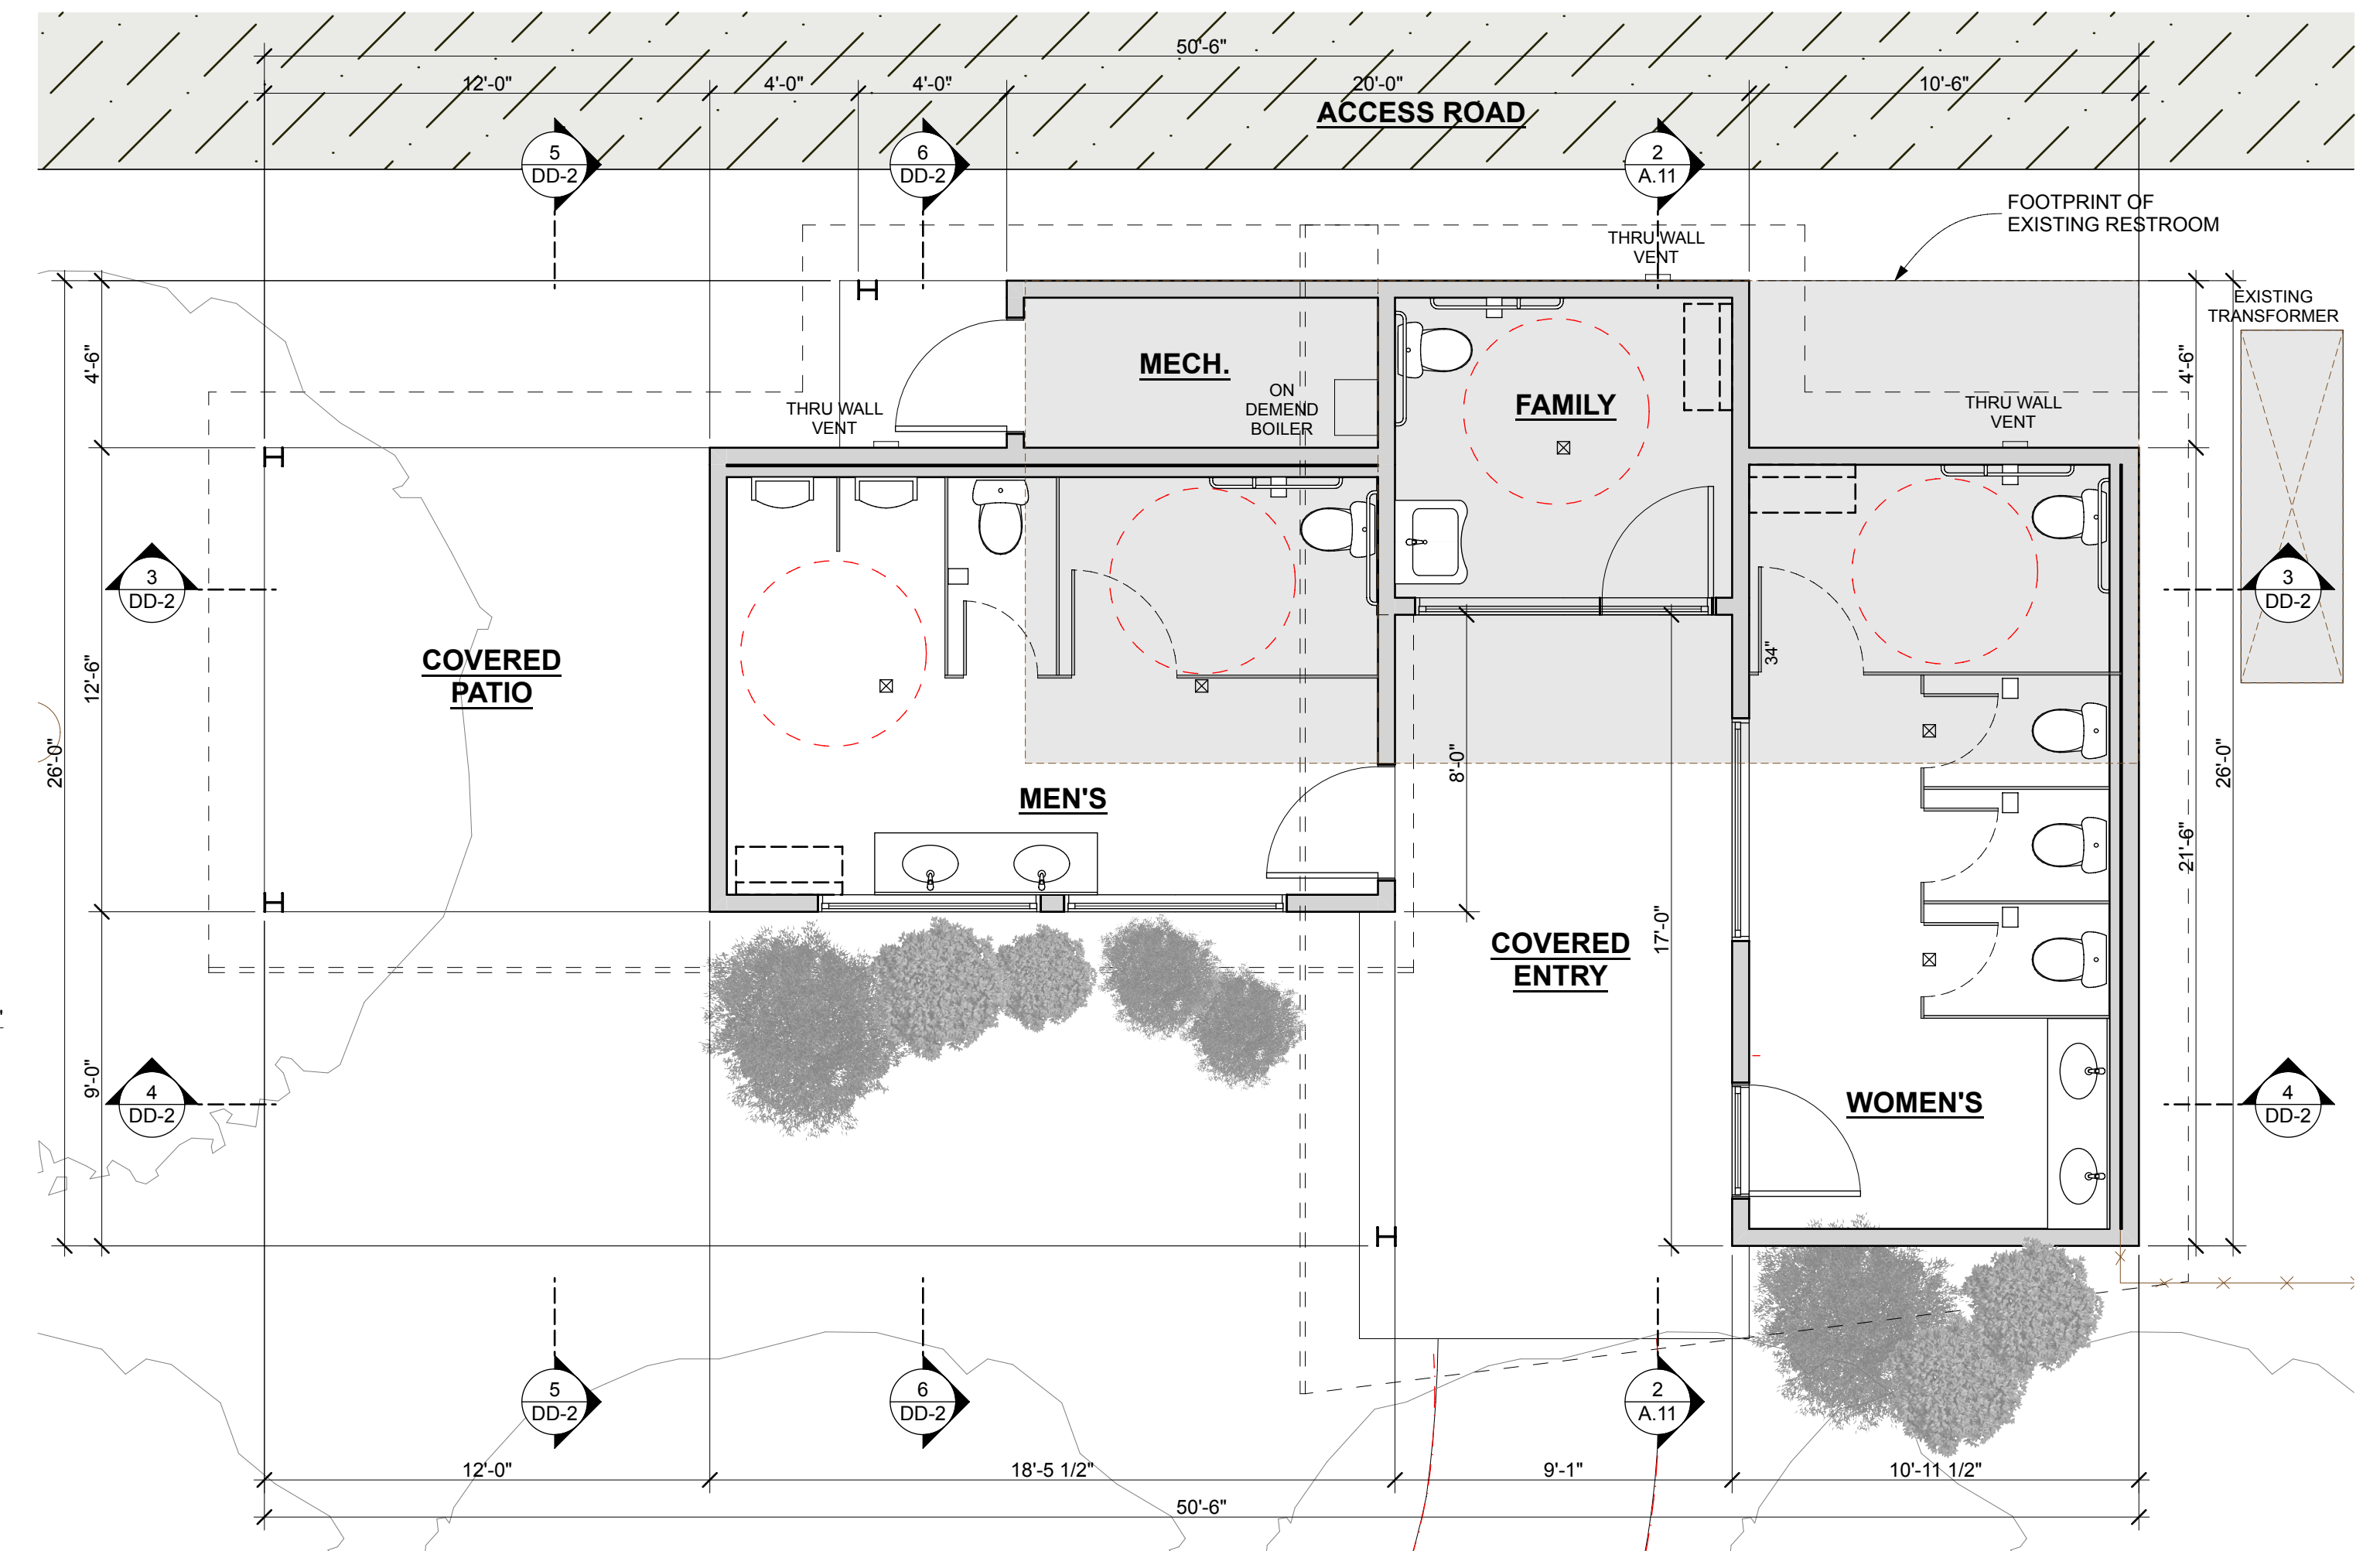 50'-6"
12'-0"
4'-0"
4'-0"
20'-0"
10'-6"
ACCESS ROAD
5
DD-2
6
DD-2
2
A.11
FOOTPRINT OF
EXISTING RESTROOM
THRU WALL
VENT
EXISTING
TRANSFORMER
4'-6"
MECH.
ON
DEMEND
BOILER
FAMILY
4'-6"
THRU WALL
VENT
THRU WALL
VENT
3
DD-2
3
DD-2
COVERED
PATIO
12'-6"
26'-0"
34"
8'-0"
26'-0"
21'-6"
MEN'S
COVERED
ENTRY
17'-0"
9'-0"
4
DD-2
WOMEN'S
4
DD-2
5
DD-2
6
DD-2
2
A.11
12'-0"
18'-5 1/2"
9'-1"
10'-11 1/2"
50'-6"